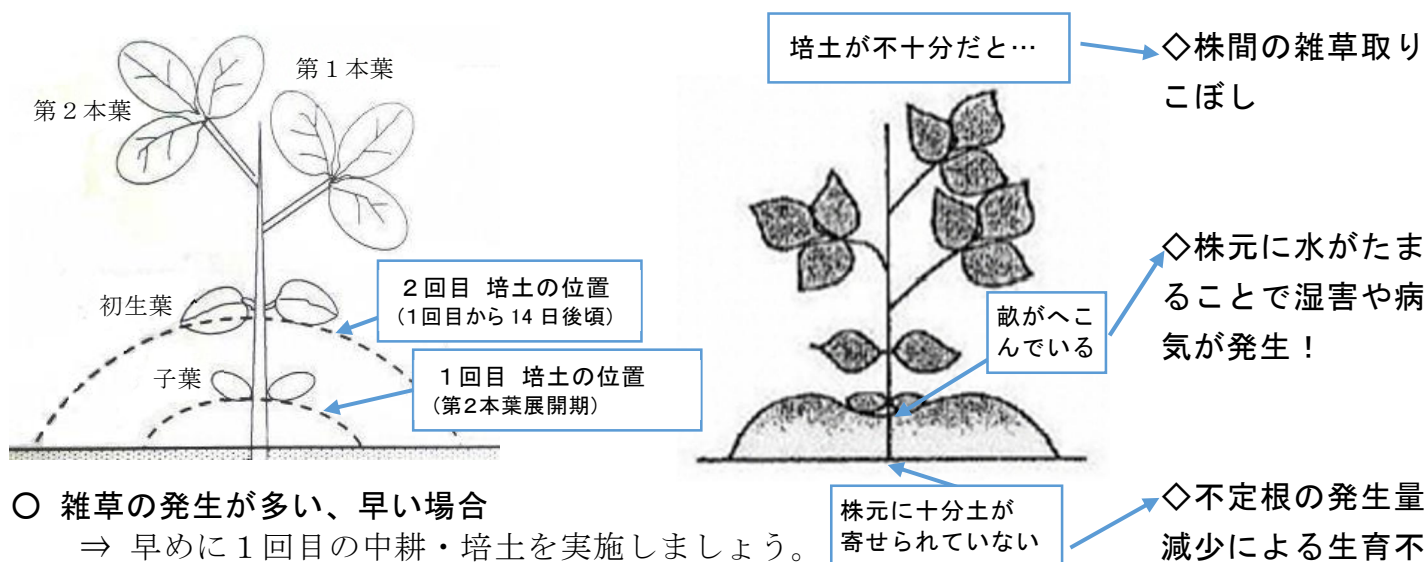 第１本葉
第２本葉
初生葉
子葉
２回目 培土の位置
（１回目から 14 日後頃）
１回目 培土の位置
（第２本葉展開期）
〇 雑草の発生が多い、早い場合
⇒ 早めに１回目の中耕・培土を実施しましょう。
培土が不十分だと…
畝がへこ
んでいる
株元に十分土が
寄せられていない
◇株間の雑草取り
こぼし
◇株元に水がたま
ることで湿害や病
気が発生！
◇不定根の発生量
減少による生育不